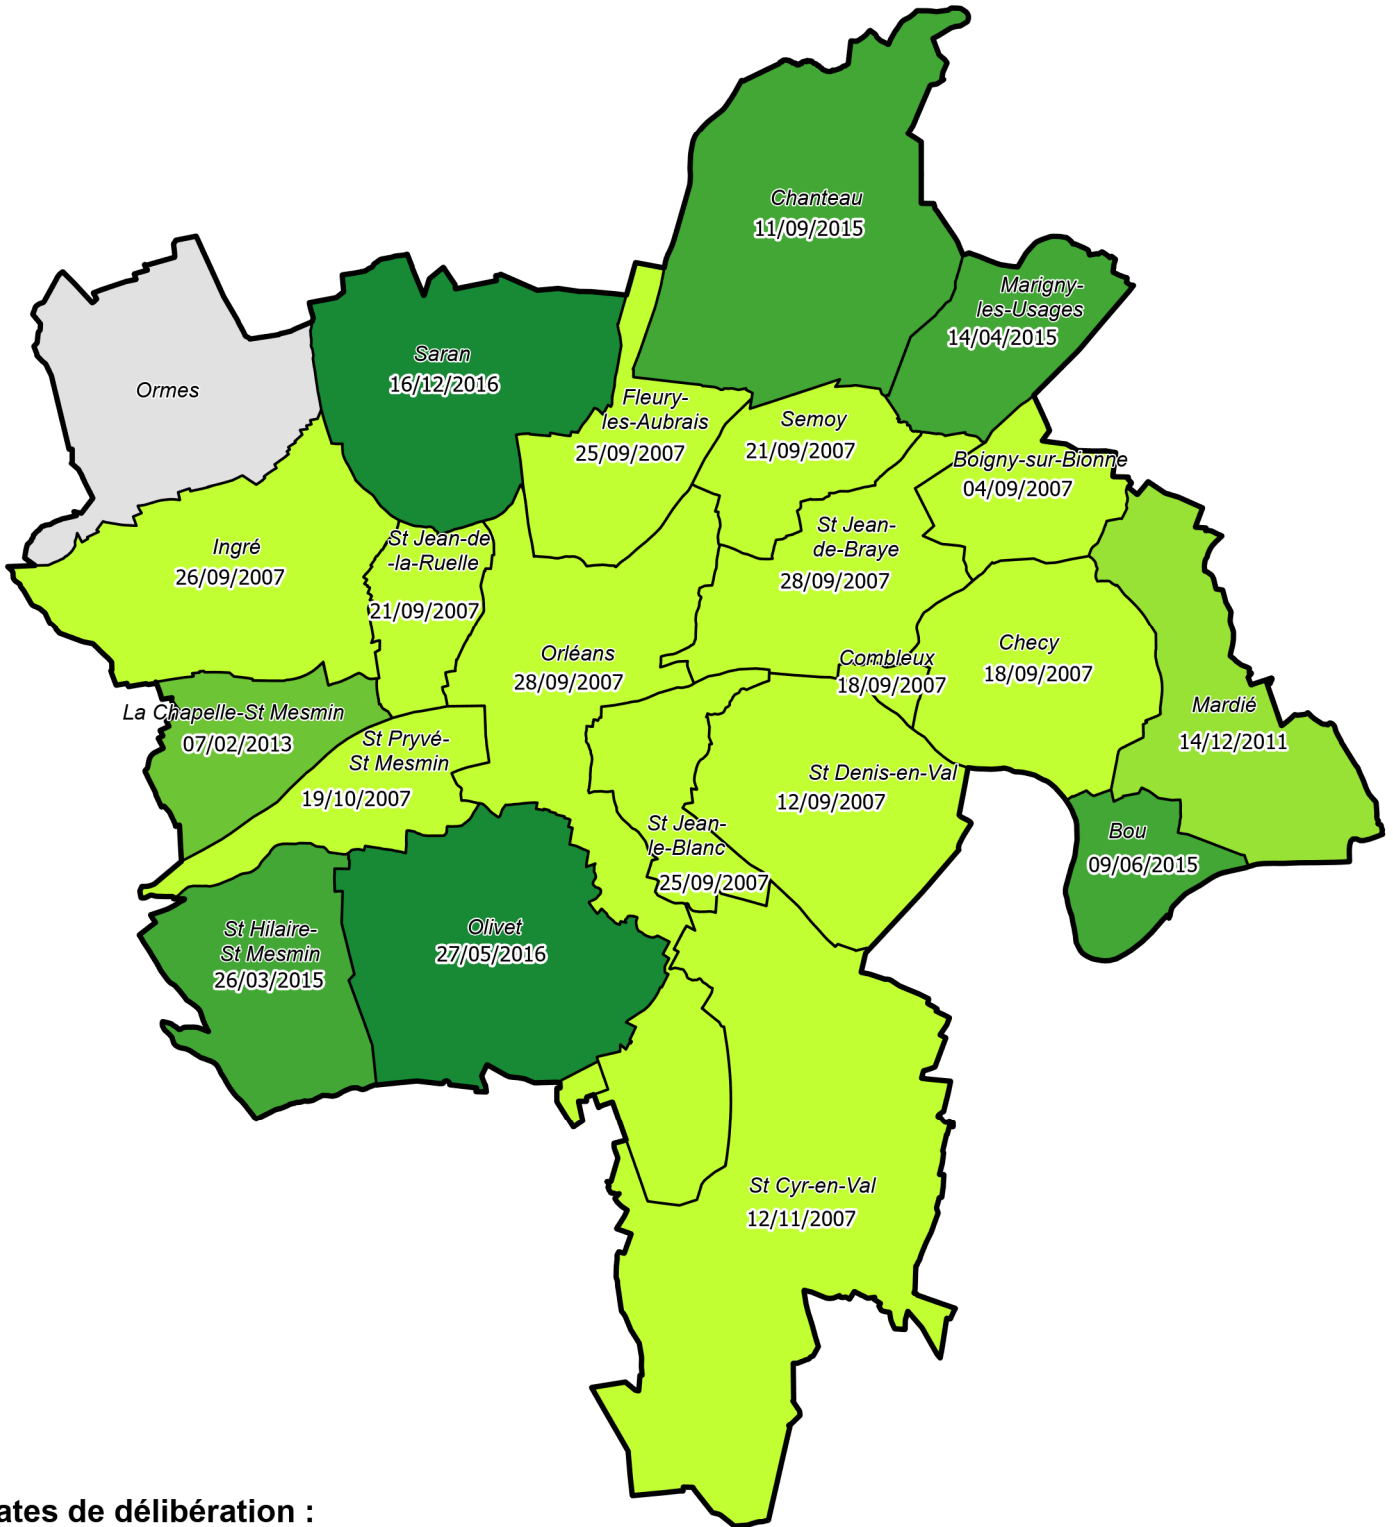 Chanteau
11/09/2015
Marigny-
les-Usages
14/04/2015
Saran
16/12/2016
Ormes
Fleury-
les-Aubrais
25/09/2007
Semoy
21/09/2007
Boigny-sur-Bionne
04/09/2007
St Jean-de
-la-Ruelle
21/09/2007
St Jean-
de-Braye
28/09/2007
Ingré
26/09/2007
Orléans
28/09/2007
Combleux
18/09/2007
Checy
18/09/2007
Mardié
14/12/2011
La Chapelle-St Mesmin
07/02/2013
St Pryvé-
St Mesmin
19/10/2007
St Denis-en-Val
12/09/2007
St Jean-
le-Blanc
25/09/2007
Bou
09/06/2015
St Hilaire-
St Mesmin
26/03/2015
Olivet
27/05/2016
St Cyr-en-Val
12/11/2007
ates de délibération :